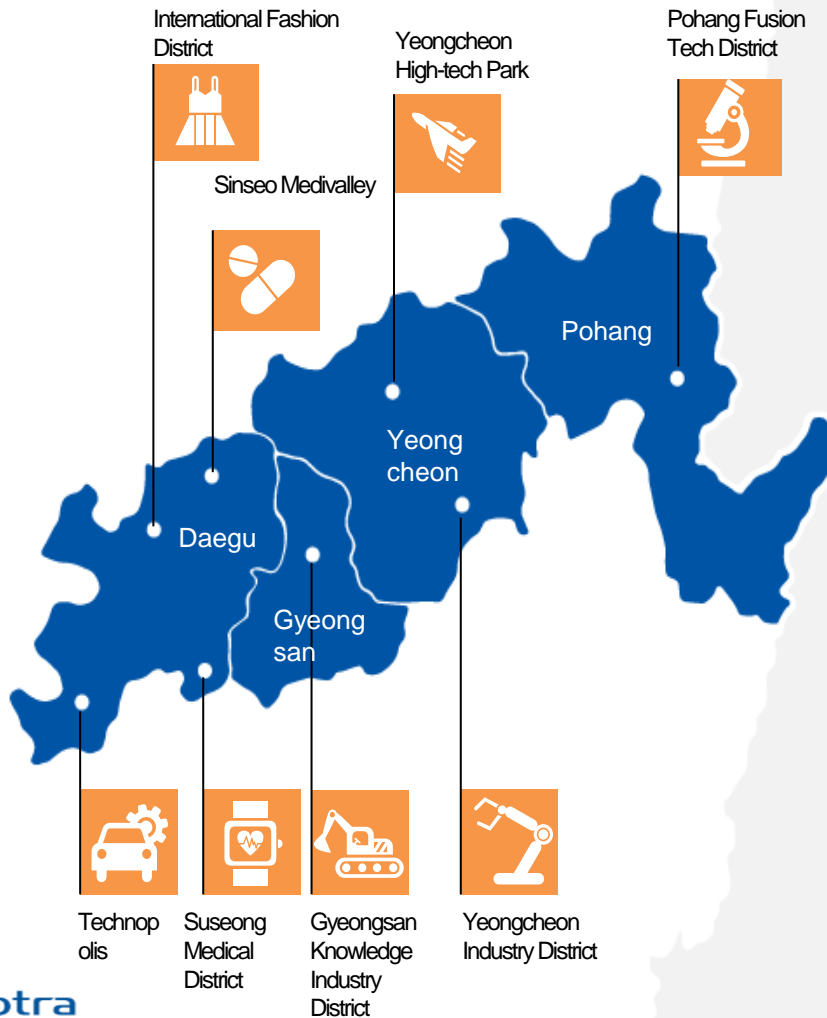 International Fashion
District
Yeongcheon
High-tech Park
Pohang Fusion
Tech District
Sinseo Medivalley
Pohang
Yeong
cheon
Daegu
Gyeong
san
Technop
olis
Suseong
Medical
District
Gyeongsan
Knowledge
Industry
District
Yeongcheon
Industry District
otra